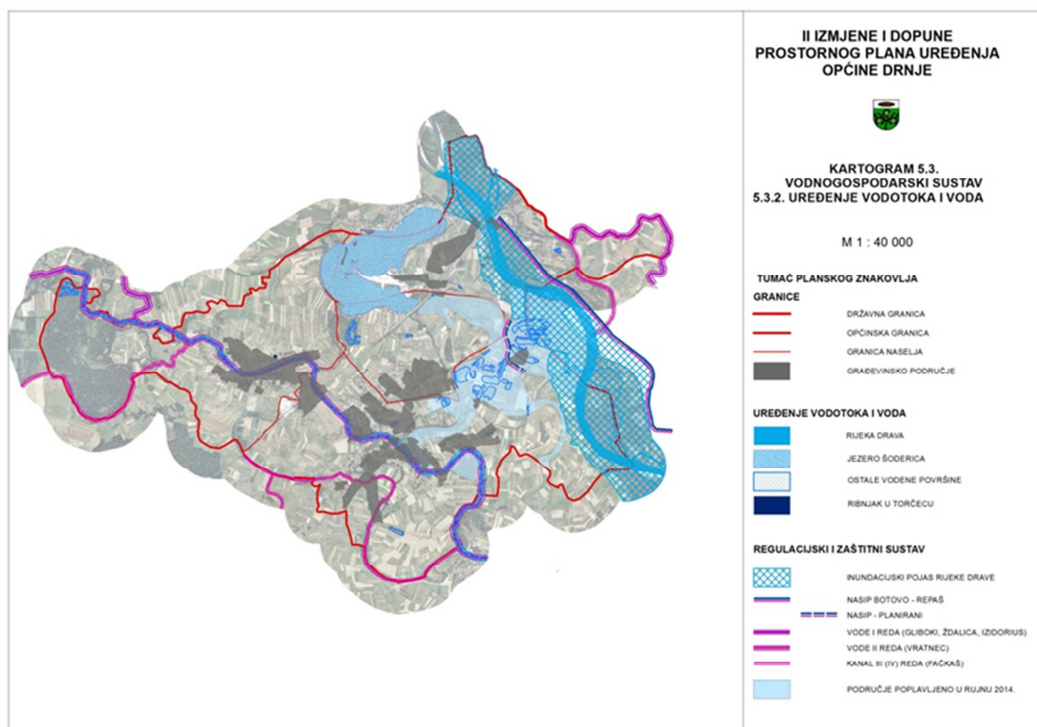 II IZMJENE I DOPUNE
PROSTORNOG PLANA UREĐENJA
OPĆINE DRNJE
KARTOGRAM 5.3.
VODNOGOSPODARSKI SUSTAV
5.3.2. UREĐENJE VODOTOKA I VODA
M 1 : 40 000
TUMAČ PLANSKOG ZNAKOVLJA
GRANICE
DRŽAVNA GRANICA
OPĆINSKA GRANICA
GRANICA NASELJA
GRAĐEVINSKO PODRUČJE
UREĐENJE VODOTOKA I VODA
RIJEKA DRAVA
JEZERO ŠODERICA
OSTALE VODENE POVRŠINE
RIBNJAK U TORČECU
REGULACIJSKI I ZAŠTITNI SUSTAV
INUNDACIJSKI POJAS RIJEKE DRAVE
NASIP BOTOVO - REPAŠ
NASIP - PLANIRANI
VODE I REDA (GLIBOKI, ŽDALICA, IZIDORIUS)
VODE II REDA (VRATNEC)
KANAL III (IV) REDA (FAČKAŠ)
PODRUČJE POPLAVLJENO U RUJNU 2014.